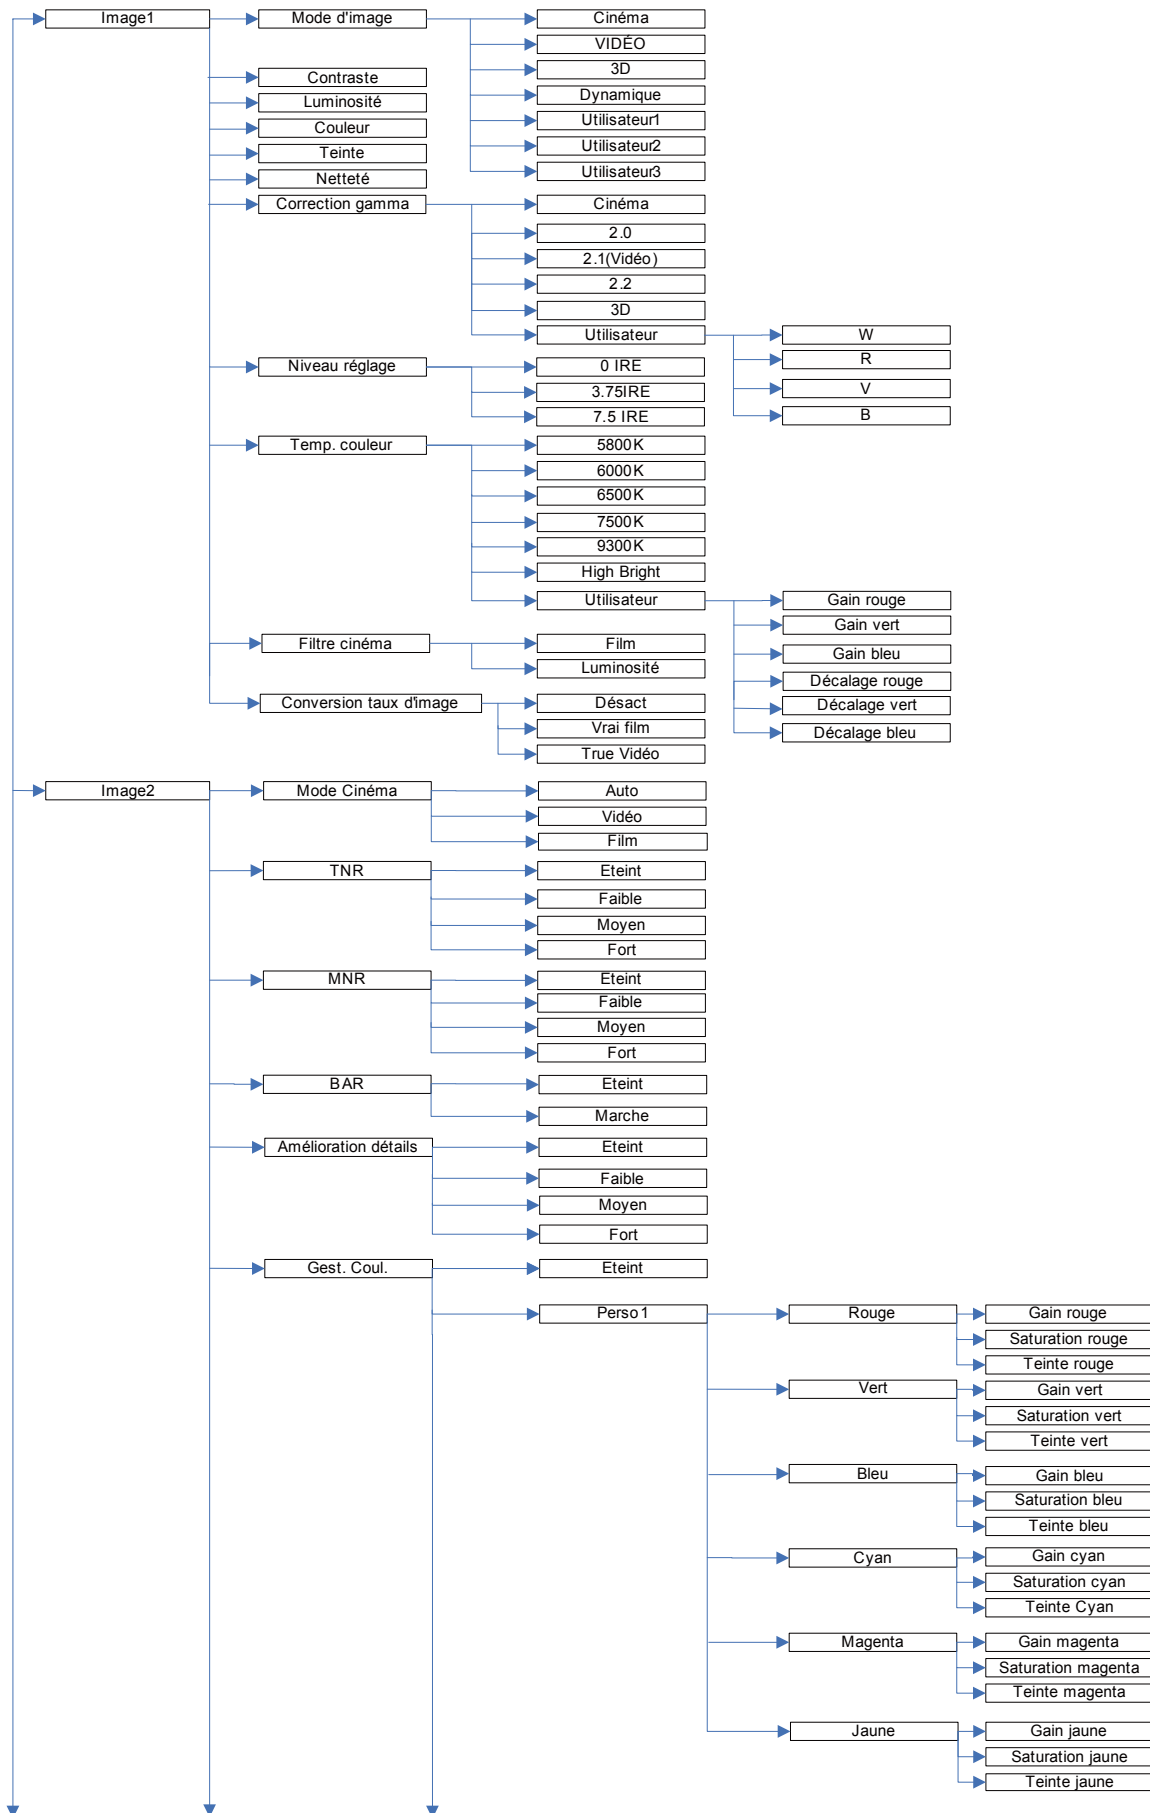 Image1
Mode d'image
Cinéma
VIDÉO
3D
Dynamique
Utilisateur1
Utilisateur2
Utilisateur3
Contraste
Luminosité
Couleur
Teinte
Netteté
Correction gamma
Cinéma
2.0
2.1(Vidéo)
2.2
3D
Utilisateur
W
R
V
B
Niveau réglage
0 IRE
3.75IRE
7.5 IRE
Temp. couleur
5800K
6000K
6500K
7500K
9300K
High Bright
Utilisateur
Gain rouge
Gain vert
Gain bleu
Décalage rouge
Décalage vert
Décalage bleu
Filtre cinéma
Film
Luminosité
Conversion taux d'image
Désact
Vrai film
True Vidéo
Image2
Mode Cinéma
Auto
Vidéo
Film
TNR
Eteint
Faible
Moyen
Fort
MNR
Eteint
Faible
Moyen
Fort
BAR
Eteint
Marche
Amélioration détails
Eteint
Faible
Moyen
Fort
Gest. Coul.
Eteint
Perso1
Rouge
Gain rouge
Saturation rouge
Teinte rouge
Vert
Gain vert
Saturation vert
Teinte vert
Bleu
Gain bleu
Saturation bleu
Teinte bleu
Cyan
Gain cyan
Saturation cyan
Teinte Cyan
Magenta
Gain magenta
Saturation magenta
Teinte magenta
Jaune
Gain jaune
Saturation jaune
Teinte jaune